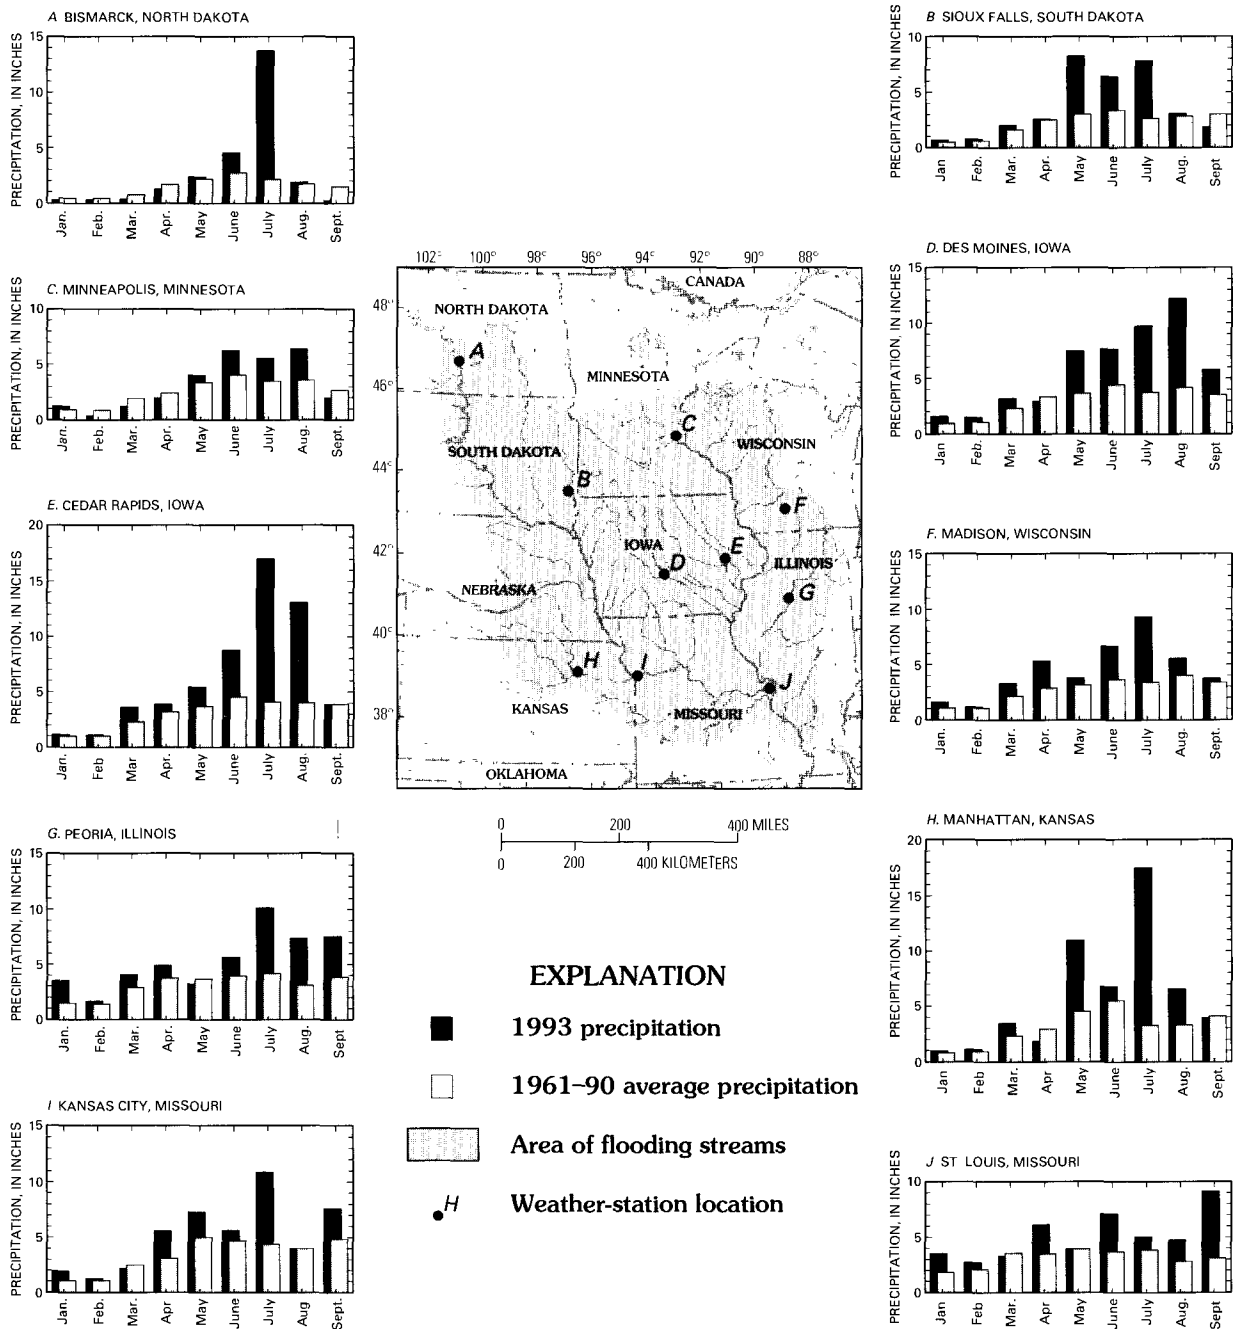 A BISMARCK, NORTH DAKOTA
PRECIPITATION, IN INCHES
15
10
5
0
Jan.
Feb.
Mar.
Apr.
May
June
July
Aug.
Sept.
B SIOUX FALLS, SOUTH DAKOTA
PRECIPITATION, IN INCHES
10
5
0
Jan
Feb.
Mar.
Apr.
May
June
July
Aug.
Sept
C. MINNEAPOLIS, MINNESOTA
PRECIPITATION, IN INCHES
10
5
0
Jan.
Feb.
Mar.
Apr.
May
June
July
Aug.
Sept.
D. DES MOINES, IOWA
PRECIPITATION, IN INCHES
15
10
5
0
Jan.
Feb.
Mar.
Apr.
May
June
July
Aug
Sept.
102° 100° 98° 96° 94° 92° 90° 88°
48°
46°
44°
42°
40°
38°
CANADA
NORTH DAKOTA
A
MINNESOTA
C
WISCONSIN
SOUTH DAKOTA
B
F
IOWA
E
D
ILLINOIS
NEBRASKA
G
H
I
J
KANSAS
MISSOURI
OKLAHOMA
0 200 400 MILES
0 200 400 KILOMETERS
E. CEDAR RAPIDS, IOWA
PRECIPITATION, IN INCHES
20
15
10
5
0
Jan.
Feb
Mar
Apr.
May
June
July
Aug.
Sept.
F. MADISON, WISCONSIN
PRECIPITATION, IN INCHES
15
10
5
0
Jan.
Feb.
Mar.
Apr.
May
June
July
Aug.
Sept.
G. PEORIA, ILLINOIS
PRECIPITATION, IN INCHES
15
10
5
0
Jan.
Feb.
Mar.
Apr.
May
June
July
Aug.
Sept
H. MANHATTAN, KANSAS
PRECIPITATION, IN INCHES
20
15
10
5
0
Jan
Feb
Mar.
Apr
May
June
July
Aug.
Sept.
EXPLANATION
1993 precipitation
1961–90 average precipitation
Area of flooding streams
H Weather-station location
I KANSAS CITY, MISSOURI
PRECIPITATION, IN INCHES
15
10
5
0
Jan.
Feb.
Mar.
Apr
May
June
July
Aug.
Sept.
J ST LOUIS, MISSOURI
PRECIPITATION, IN INCHES
15
10
5
0
Jan.
Feb.
Mar.
Apr.
May
June
July
Aug.
Sept.